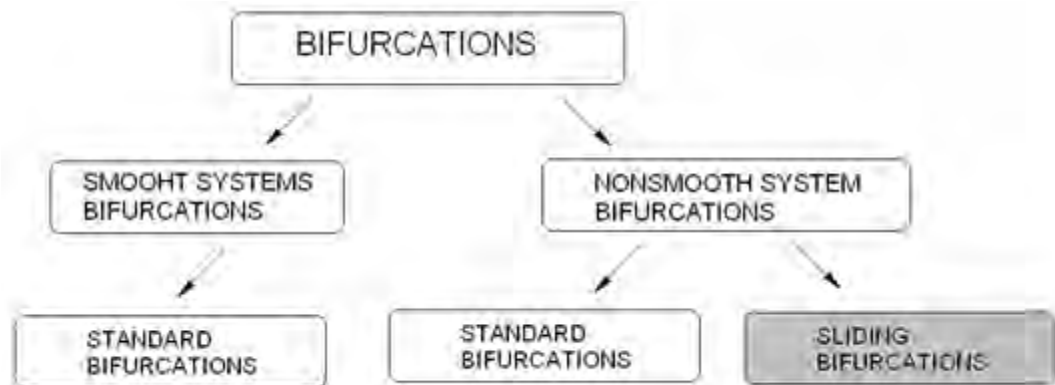 BIFURCATIONS
SMOOHT SYSTEMS
BIFURCATIONS
NONSMOOTH SYSTEM
BIFURCATIONS
STANDARD
BIFURCATIONS
STANDARD
BIFURCATIONS
SLIDING
BIFURCATIONS